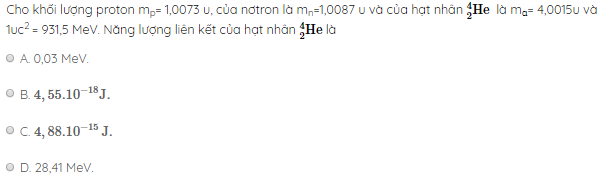 Cho khối lượng proton mₚ= 1,0073 u, của nơtron là mₙ=1,0087 u và của hạt nhân ⁴₂He là mₐ= 4,0015u và
1uc² = 931,5 MeV. Năng lượng liên kết của hạt nhân ⁴₂He là
A. 0,03 MeV.
B. 4, 55.10⁻¹⁸J.
C. 4, 88.10⁻¹⁵ J.
D. 28,41 MeV.